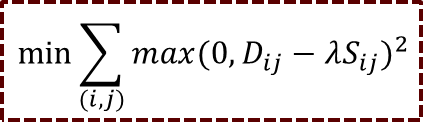 min ∑_{(i,j)} max(0, D_{ij} − λS_{ij})^2